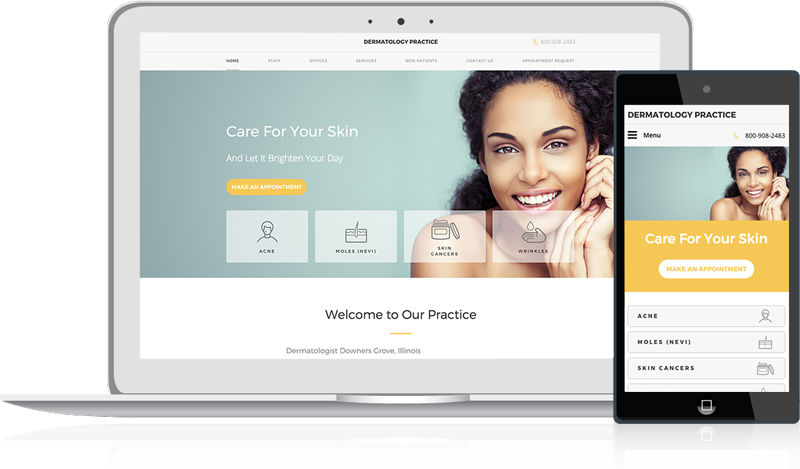 DERMATOLOGY PRACTICE
800-908-2483
HOME STAFF OFFICES SERVICES NEW PATIENTS CONTACT US APPOINTMENT REQUEST
Care For Your Skin
And Let It Brighten Your Day
MAKE AN APPOINTMENT
ACNE
MOLES (NEVI)
SKIN
CANCERS
WRINKLES
Welcome to Our Practice
Dermatologist Downers Grove, Illinois
DERMATOLOGY PRACTICE
Menu 800-908-2483
Care For Your Skin
MAKE AN APPOINTMENT
ACNE
MOLES (NEVI)
SKIN CANCERS